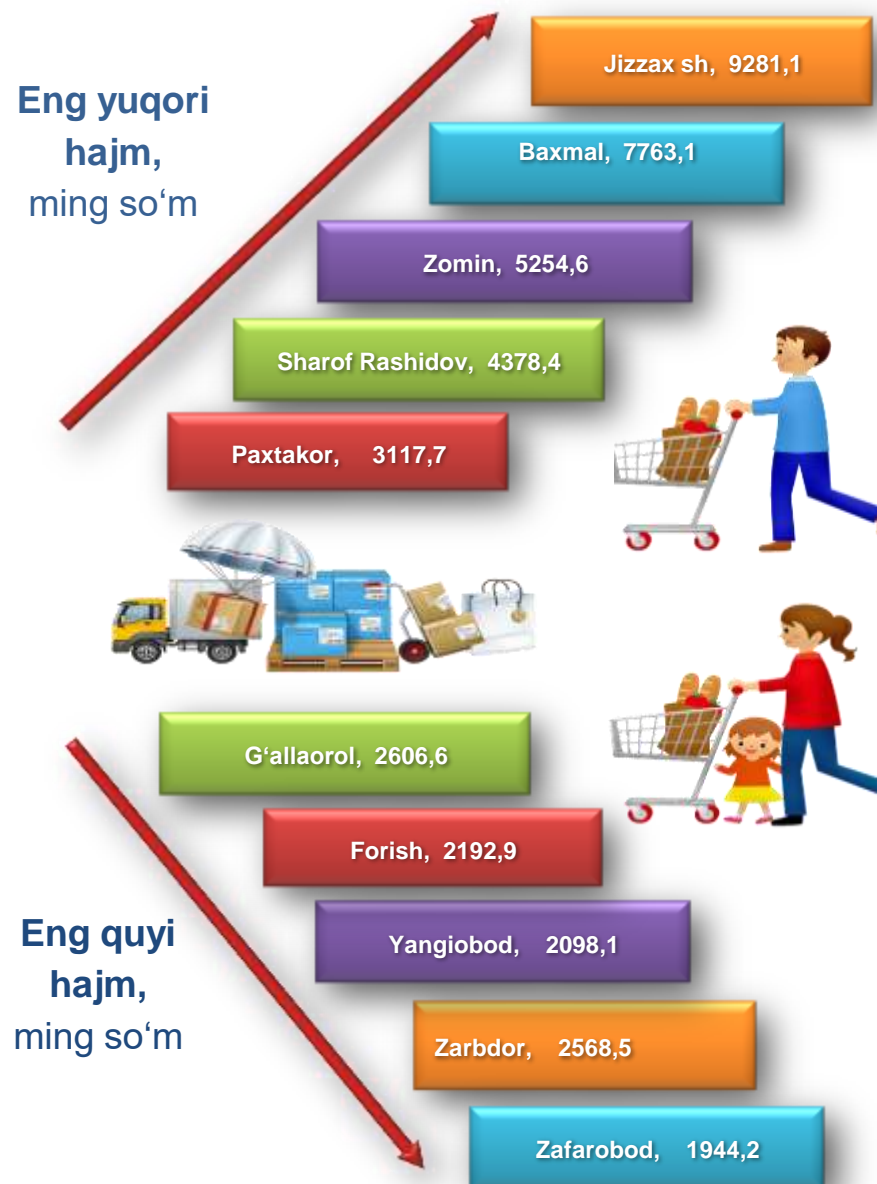 Eng yuqori
hajm,
ming so‘m
Jizzax sh, 9281,1
Baxmal, 7763,1
Zomin, 5254,6
Sharof Rashidov, 4378,4
Paxtakor, 3117,7
G‘allaorol, 2606,6
Forish, 2192,9
Yangiobod, 2098,1
Zarbdor, 2568,5
Zafarobod, 1944,2
Eng quyi
hajm,
ming so‘m